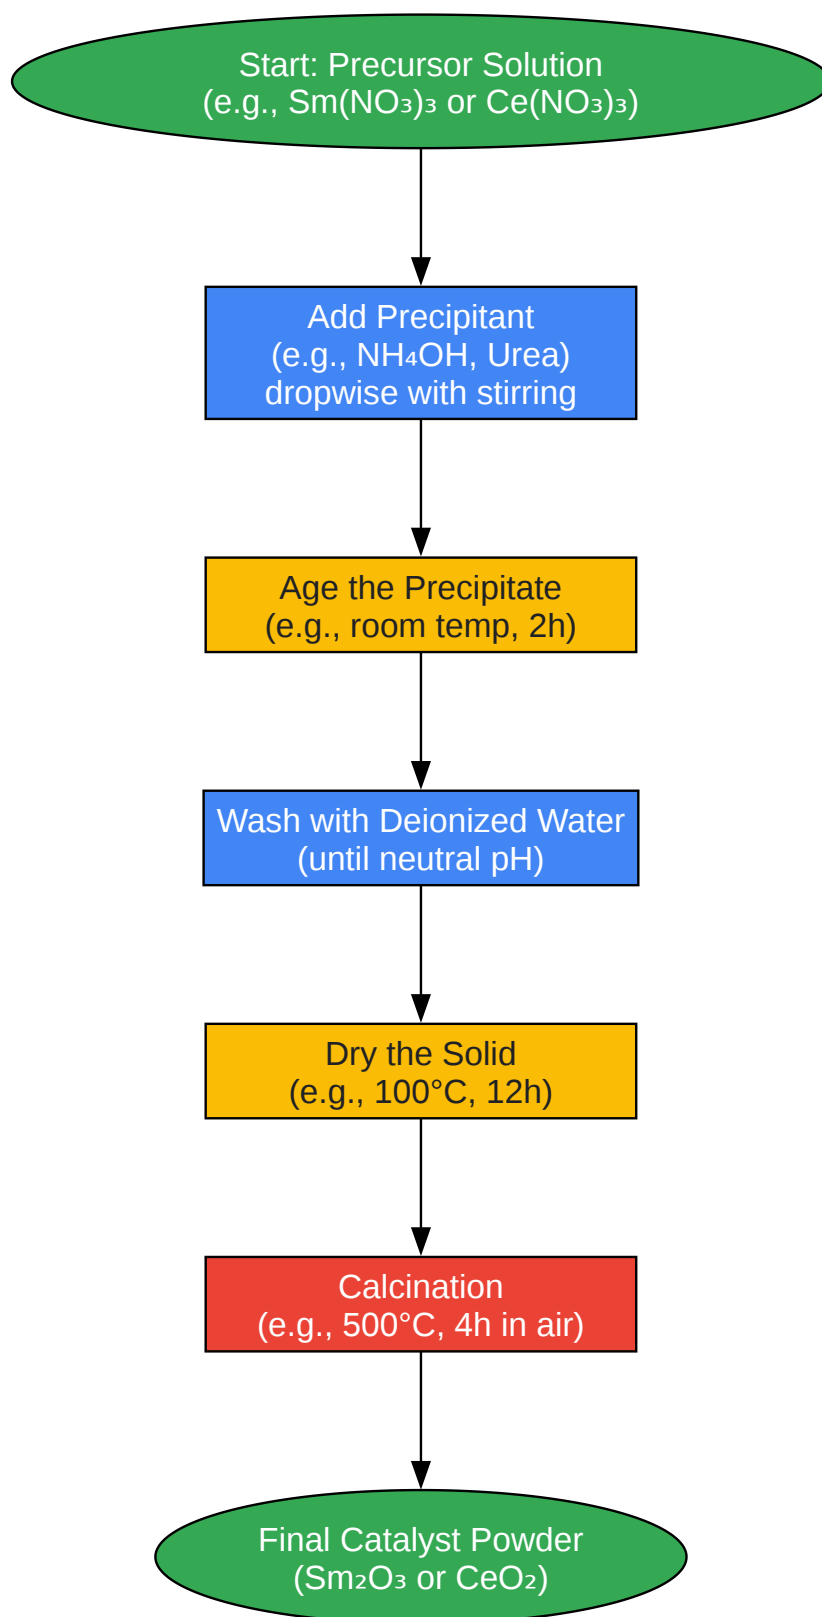 Start: Precursor Solution
(e.g., Sm(NO₃)₃ or Ce(NO₃)₃)
Add Precipitant
(e.g., NH₄OH, Urea)
dropwise with stirring
Age the Precipitate
(e.g., room temp, 2h)
Wash with Deionized Water
(until neutral pH)
Dry the Solid
(e.g., 100°C, 12h)
Calcination
(e.g., 500°C, 4h in air)
Final Catalyst Powder
(Sm₂O₃ or CeO₂)